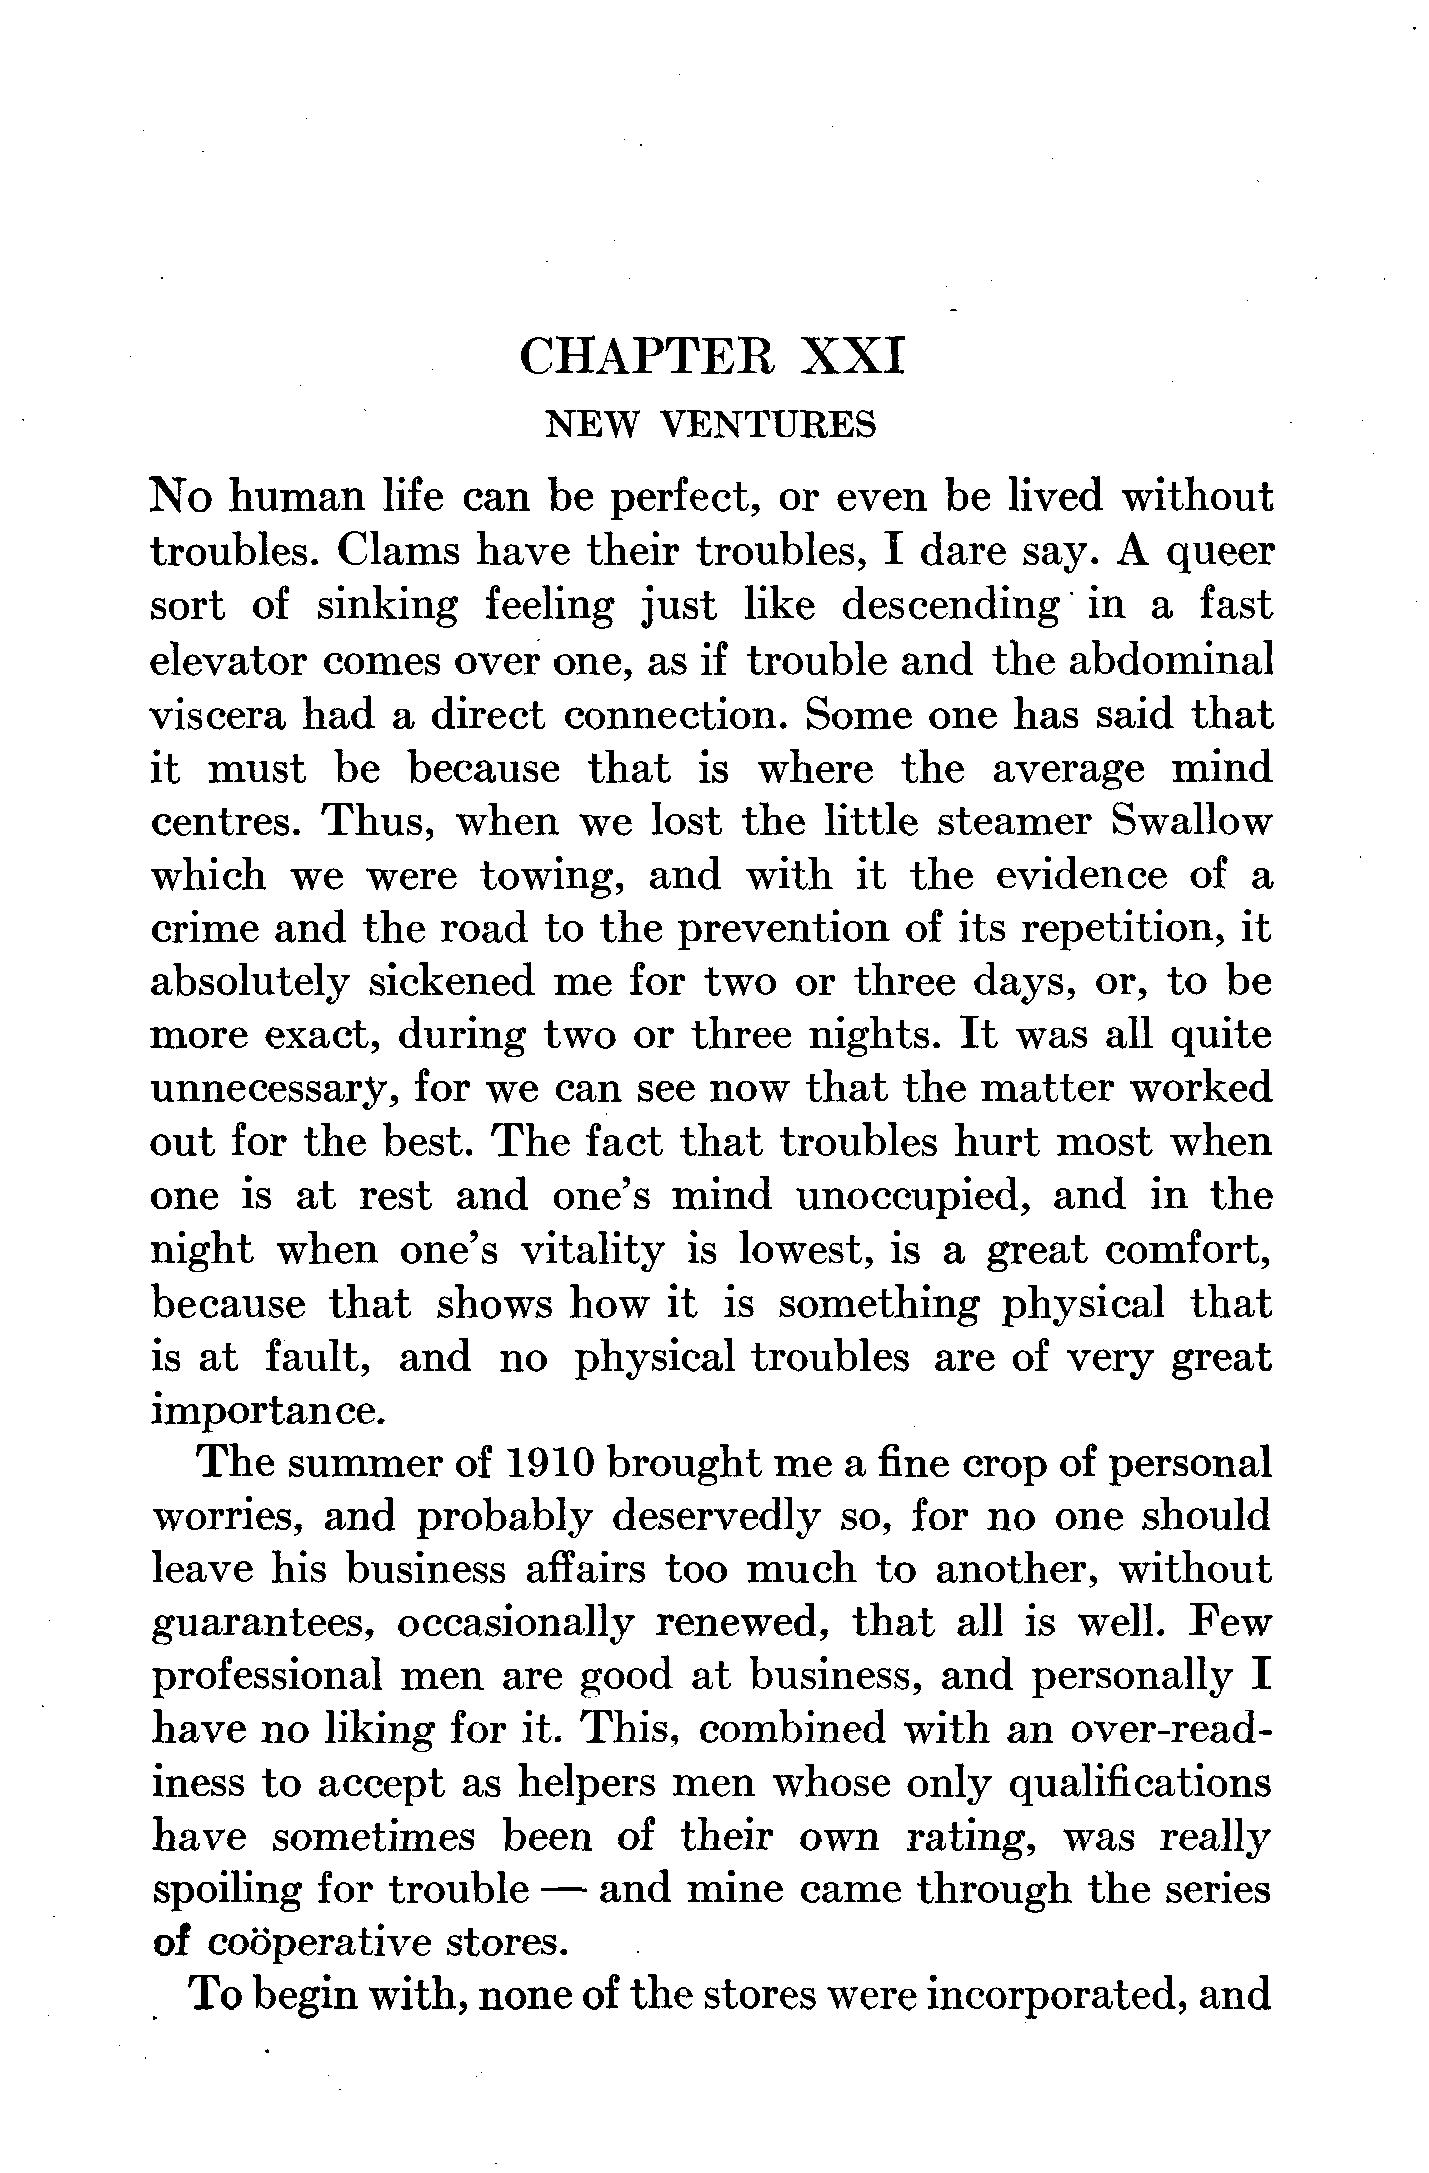 CHAPTER XXI
NEW VENTURES
No human life can be perfect, or even be lived without
troubles. Clams have their troubles, I dare say. A queer
sort of sinking feeling just like descending in a fast
elevator comes over one, as if trouble and the abdominal
viscera had a direct connection. Some one has said that
it must be because that is where the average mind
centres. Thus, when we lost the little steamer Swallow
which we were towing, and with it the evidence of a
crime and the road to the prevention of its repetition, it
absolutely sickened me for two or three days, or, to be
more exact, during two or three nights. It was all quite
unnecessary, for we can see now that the matter worked
out for the best. The fact that troubles hurt most when
one is at rest and one's mind unoccupied, and in the
night when one's vitality is lowest, is a great comfort,
because that shows how it is something physical that
is at fault, and no physical troubles are of very great
importance.
The summer of 1910 brought me a fine crop of personal
worries, and probably deservedly so, for no one should
leave his business affairs too much to another, without
guarantees, occasionally renewed, that all is well. Few
professional men are good at business, and personally I
have no liking for it. This, combined with an over-read-
iness to accept as helpers men whose only qualifications
have sometimes been of their own rating, was really
spoiling for trouble — and mine came through the series
of coöperative stores.
To begin with, none of the stores were incorporated, and